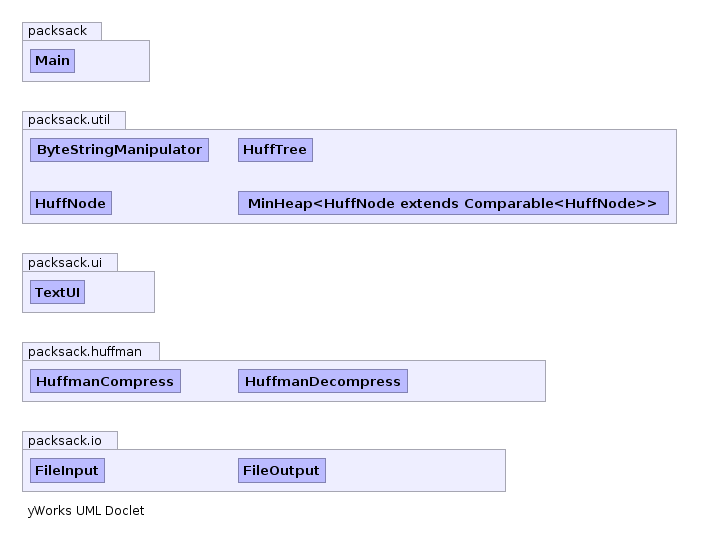 packsack
Main
packsack.util
ByteStringManipulator HuffTree
HuffNode MinHeap<HuffNode extends Comparable<HuffNode>>
packsack.ui
TextUI
packsack.huffman
HuffmanCompress HuffmanDecompress
packsack.io
FileInput FileOutput
yWorks UML Doclet